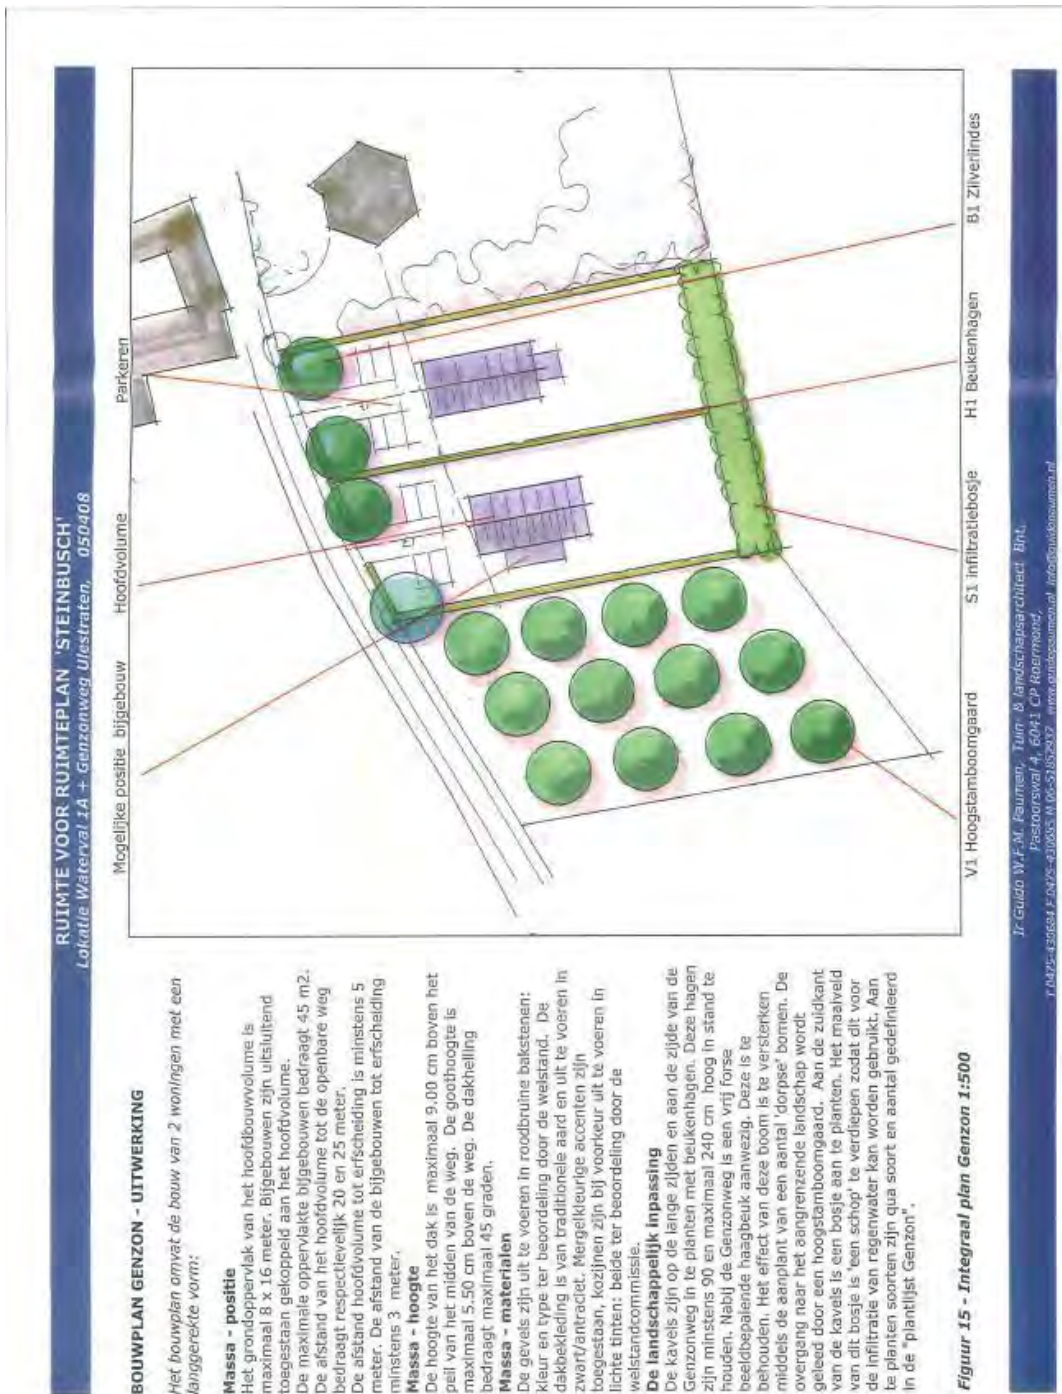 RUIMTE VOOR RUIMTEPLAN 'STEINBUSCH'
Lokatie Waterval 1A + Genzonweg Ulestraten, 050408
BOUWPLAN GENZON - UITWERKING
Het bouwplan omvat de bouw van 2 woningen met een
langgerekte vorm:
Massa - positie
Het grondoppervlak van het hoofdbouwvolume is
maximaal 8 x 16 meter. Bijgebouwen zijn uitsluitend
toegestaan gekoppeld aan het hoofdvolume.
De maximale oppervlakte bijgebouwen bedraagt 45 m2.
De afstand van het hoofdvolume tot de openbare weg
bedraagt respectievelijk 20 en 25 meter.
De afstand hoofdvolume tot erfscheiding is minstens 5
meter. De afstand van de bijgebouwen tot erfscheiding
minstens 3 meter.
Massa - hoogte
De hoogte van het dak is maximaal 9.00 cm boven het
peil van het midden van de weg. De goothoogte is
maximaal 5.50 cm boven de weg. De dakhelling
bedraagt maximaal 45 graden.
Massa - materialen
De gevels zijn uit te voeren in roodbruine bakstenen:
kleur en type ter beoordeling door de welstand. De
dakbekleding is van traditionele aard en uit te voeren in
zwart/antraciet. Mergelkleurige accenten zijn
toegestaan, kozijnen zijn bij voorkeur uit te voeren in
lichte tinten: beide ter beoordeling door de
welstandcommissie.
De landschappelijk inpassing
De kavels zijn op de lange zijden en aan de zijde van de
Genzonweg in te planten met beukenhagen. Deze hagen
zijn minstens 90 en maximaal 240 cm hoog in stand te
houden. Nabij de Genzonweg is een vrij forse
beeldbepalende haagbeuk aanwezig. Deze is te
behouden. Het effect van deze boom is te versterken
middels de aanplant van een aantal 'dorpse' bomen. De
overgang naar het aangrenzende landschap wordt
geleed door een hoogstamboomgaard. Aan de zuidkant
van de kavels is een bosje aan te planten. Het maaiveld
van dit bosje is 'een schop' te verdiepen zodat dit voor
de infiltratie van regenwater kan worden gebruikt. Aan
te planten soorten zijn qua soort en aantal gedefinieerd
in de "plantlijst Genzon".
Figuur 15 - Integraal plan Genzon 1:500
Mogelijke positie bijgebouw
Hoofdvolume
Parkeren
V1 Hoogstamboomgaard
S1 infiltratiebosje
H1 Beukenhagen
B1 Zilverlindes
Ir.Guido W.F.M. Paumen, Tuin- & landschapsarchitect Bnt.
Pastoorswal 4, 6041 CP Roermond.